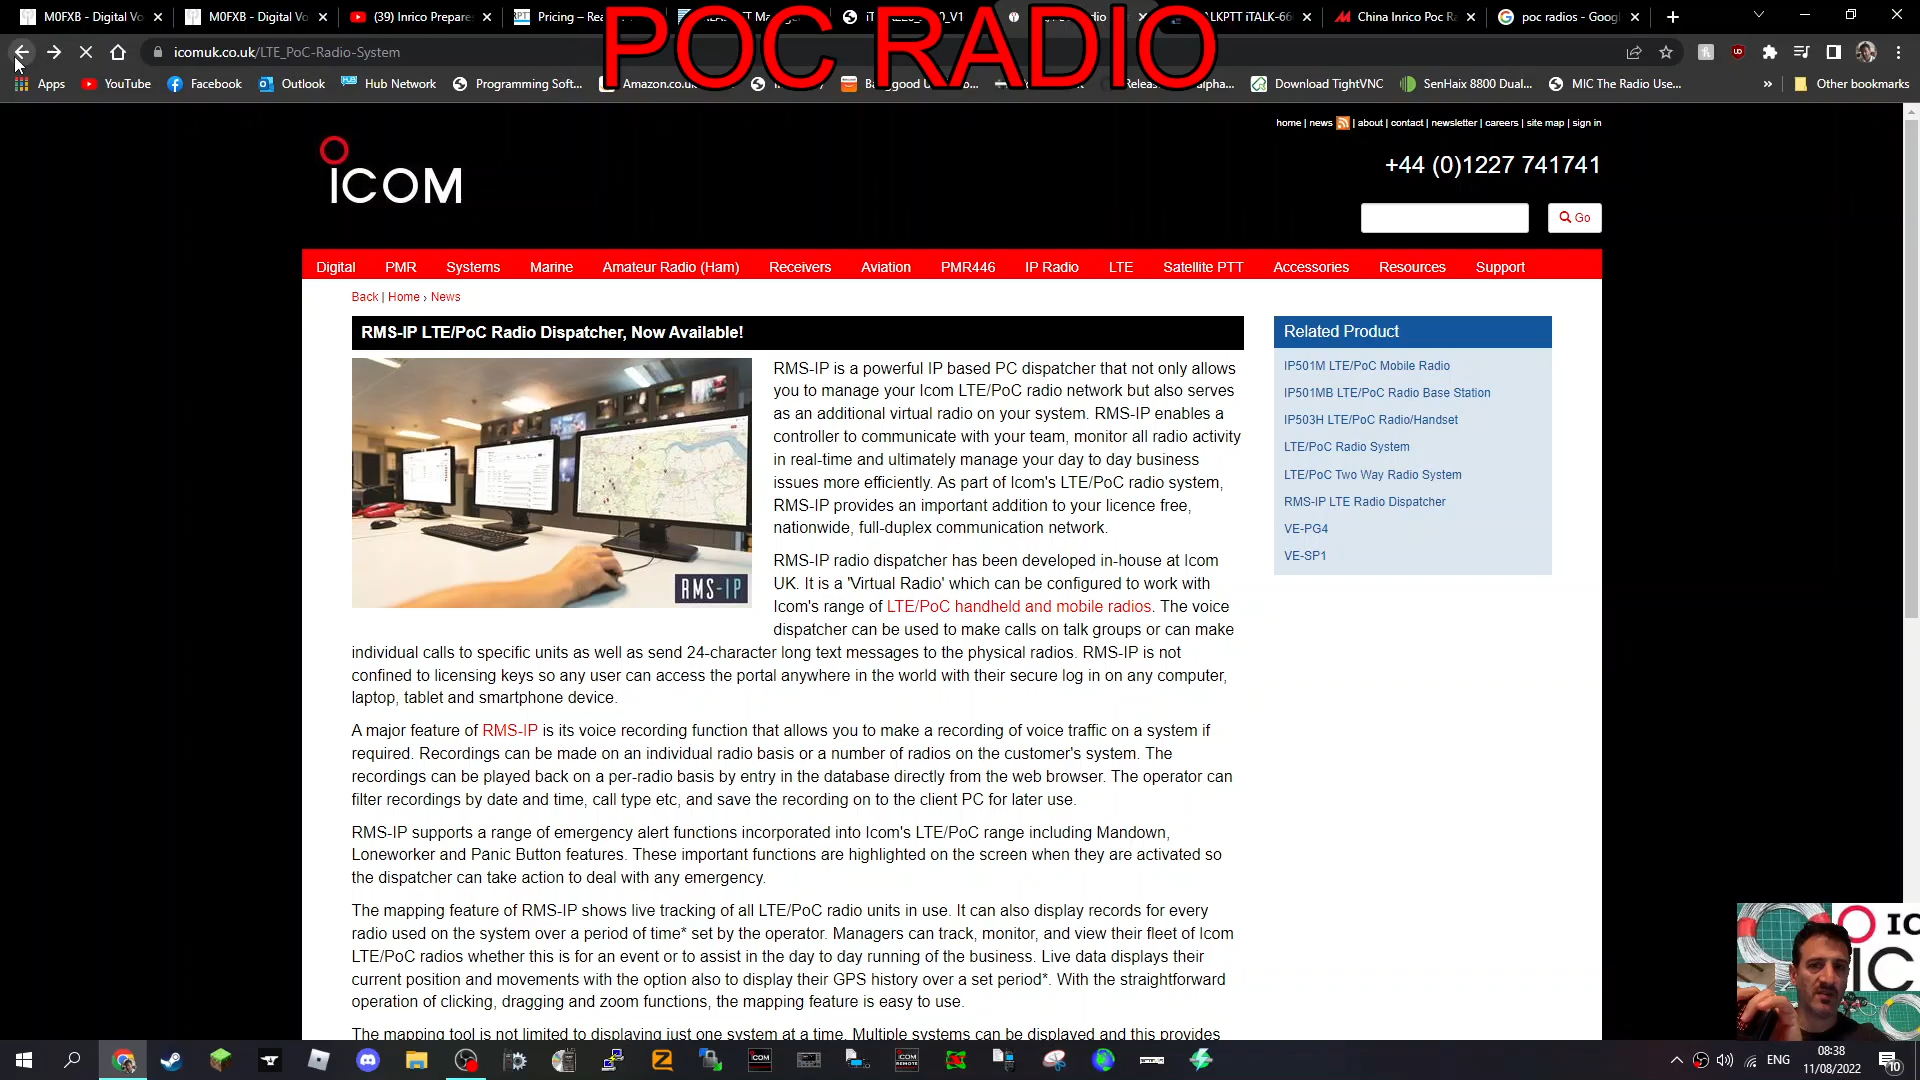 M0FXB - Digital Vo
M0FXB - Digital Vo
(39) Inrico Prepare
Pricing – Rea
poc radios - Goog
China Inrico Poc Ra
POC RADIO
icomuk.co.uk/LTE_PoC-Radio-System
Apps
YouTube
Facebook
Outlook
Hub Network
Programming Soft...
Amazon.co.uk
Download TightVNC
SenHaix 8800 Dual...
MIC The Radio Use...
»
Other bookmarks
home | news | about | contact | newsletter | careers | site map | sign in
ICOM
+44 (0)1227 741741
Go
Digital PMR Systems Marine Amateur Radio (Ham) Receivers Aviation PMR446 IP Radio LTE Satellite PTT Accessories Resources Support
Back | Home › News
RMS-IP LTE/PoC Radio Dispatcher, Now Available!
RMS-IP
RMS-IP is a powerful IP based PC dispatcher that not only allows
you to manage your Icom LTE/PoC radio network but also serves
as an additional virtual radio on your system. RMS-IP enables a
controller to communicate with your team, monitor all radio activity
in real-time and ultimately manage your day to day business
issues more efficiently. As part of Icom's LTE/PoC radio system,
RMS-IP provides an important addition to your licence free,
nationwide, full-duplex communication network.
RMS-IP radio dispatcher has been developed in-house at Icom
UK. It is a 'Virtual Radio' which can be configured to work with
Icom's range of LTE/PoC handheld and mobile radios. The voice
dispatcher can be used to make calls on talk groups or can make
individual calls to specific units as well as send 24-character long text messages to the physical radios. RMS-IP is not
confined to licensing keys so any user can access the portal anywhere in the world with their secure log in on any computer,
laptop, tablet and smartphone device.
A major feature of RMS-IP is its voice recording function that allows you to make a recording of voice traffic on a system if
required. Recordings can be made on an individual radio basis or a number of radios on the customer's system. The
recordings can be played back on a per-radio basis by entry in the database directly from the web browser. The operator can
filter recordings by date and time, call type etc, and save the recording on to the client PC for later use.
RMS-IP supports a range of emergency alert functions incorporated into Icom's LTE/PoC range including Mandown,
Loneworker and Panic Button features. These important functions are highlighted on the screen when they are activated so
the dispatcher can take action to deal with any emergency.
The mapping feature of RMS-IP shows live tracking of all LTE/PoC radio units in use. It can also display records for every
radio used on the system over a period of time* set by the operator. Managers can track, monitor, and view their fleet of Icom
LTE/PoC radios whether this is for an event or to assist in the day to day running of the business. Live data displays their
current position and movements with the option also to display their GPS history over a set period*. With the straightforward
operation of clicking, dragging and zoom functions, the mapping feature is easy to use.
The mapping tool is not limited to displaying just one system at a time. Multiple systems can be displayed and this provides
Related Product
IP501M LTE/PoC Mobile Radio
IP501MB LTE/PoC Radio Base Station
IP503H LTE/PoC Radio/Handset
LTE/PoC Radio System
LTE/PoC Two Way Radio System
RMS-IP LTE Radio Dispatcher
VE-PG4
VE-SP1
IC
IC
ENG
08:38
11/08/2022
10